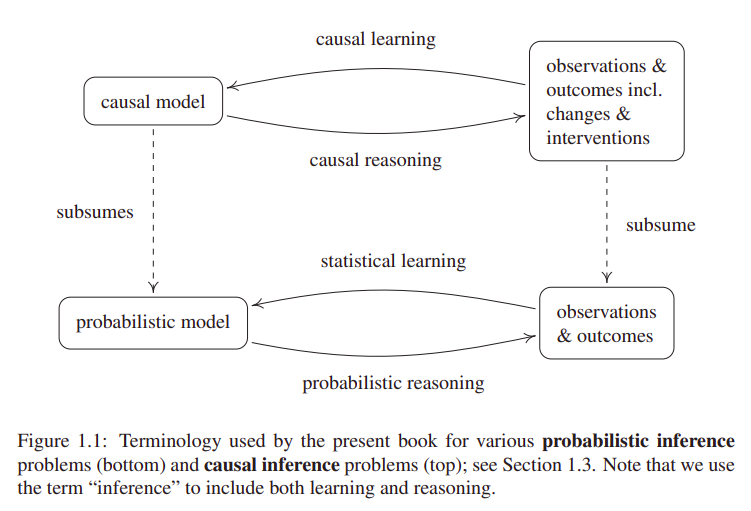 causal learning
causal model
observations &
outcomes incl.
changes &
interventions
causal reasoning
subsumes
subsume
statistical learning
probabilistic model
observations
& outcomes
probabilistic reasoning
Figure 1.1: Terminology used by the present book for various probabilistic inference
problems (bottom) and causal inference problems (top); see Section 1.3. Note that we use
the term “inference” to include both learning and reasoning.